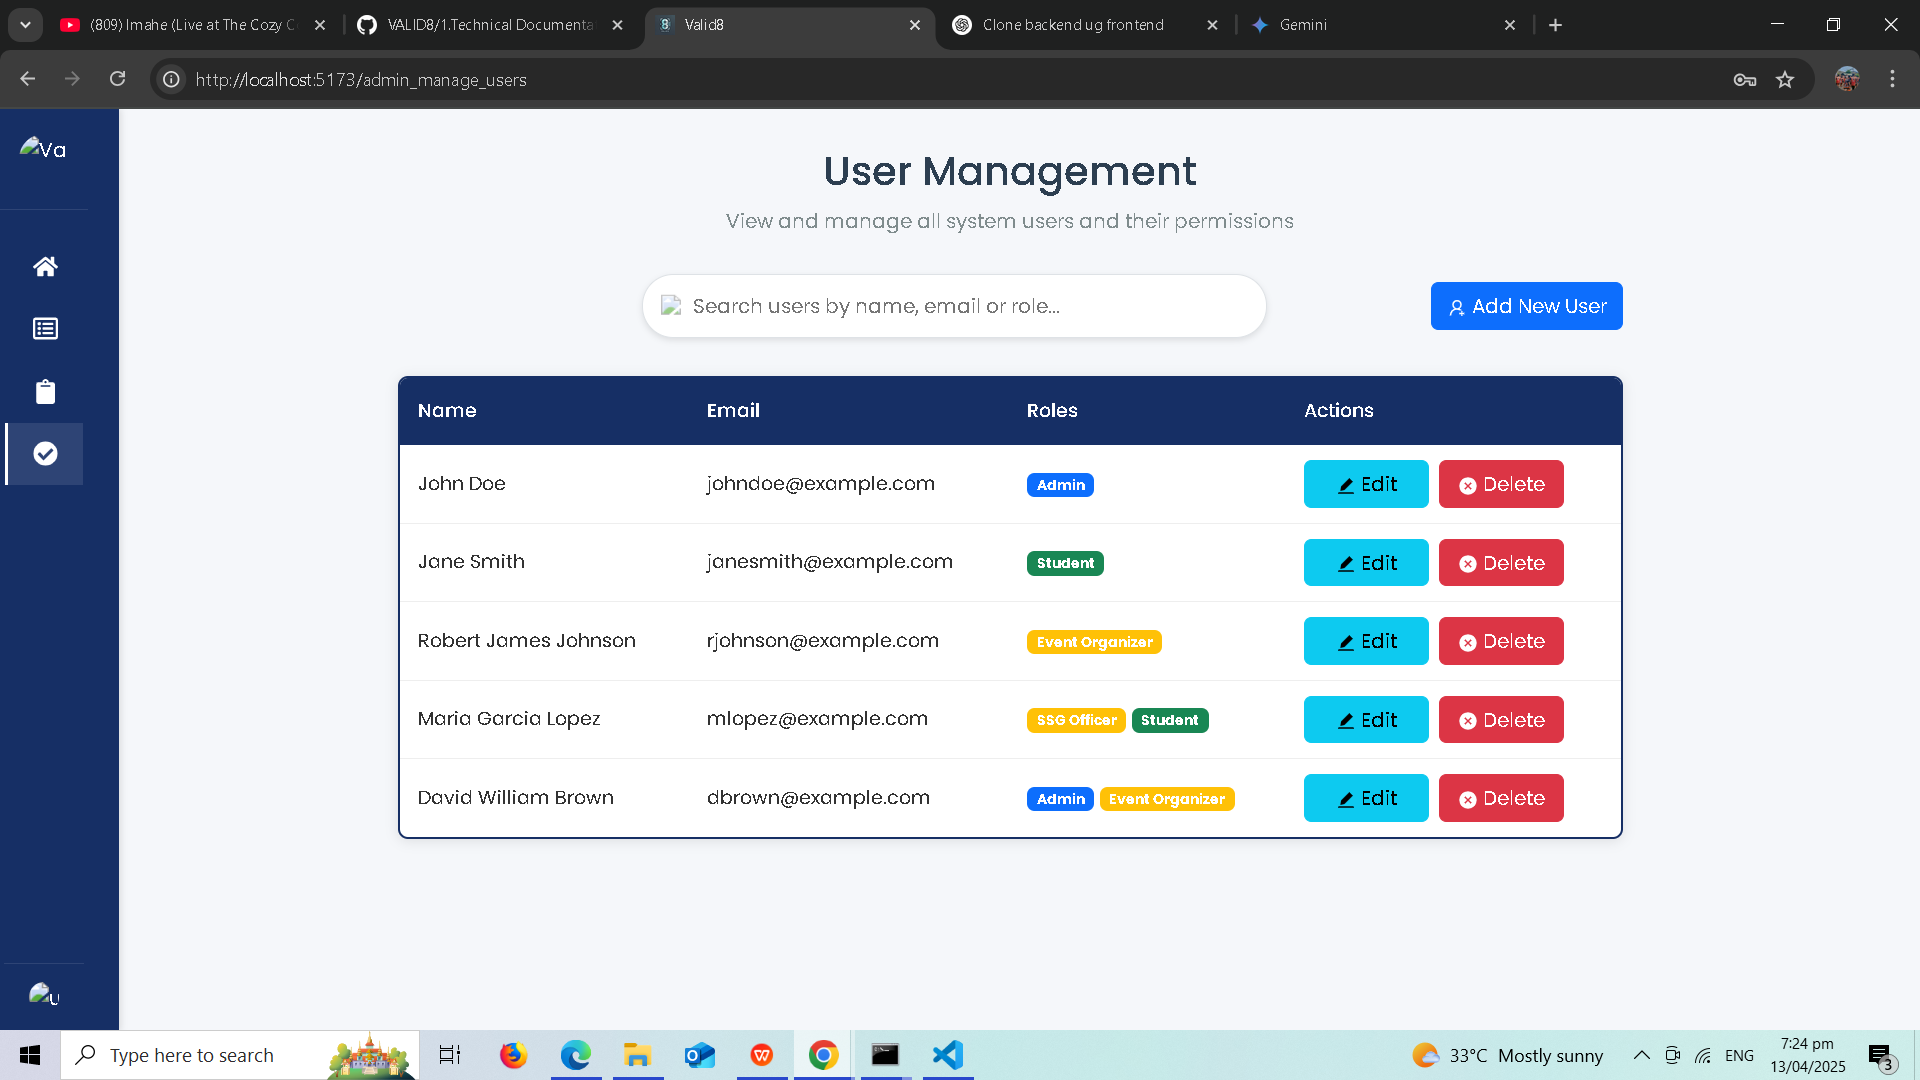 (809) Imahe (Live at The Cozy C
VALID8/1.Technical Documenta
Valid8
Clone backend ug frontend
Gemini
http://localhost:5173/admin_manage_users
Va
User Management
View and manage all system users and their permissions
Search users by name, email or role...
Add New User
Name Email Roles Actions
John Doe johndoe@example.com Admin Edit Delete
Jane Smith janesmith@example.com Student Edit Delete
Robert James Johnson rjohnson@example.com Event Organizer Edit Delete
Maria Garcia Lopez mlopez@example.com SSG Officer Student Edit Delete
David William Brown dbrown@example.com Admin Event Organizer Edit Delete
u
Type here to search
33°C Mostly sunny
ENG
7:24 pm
13/04/2025
3